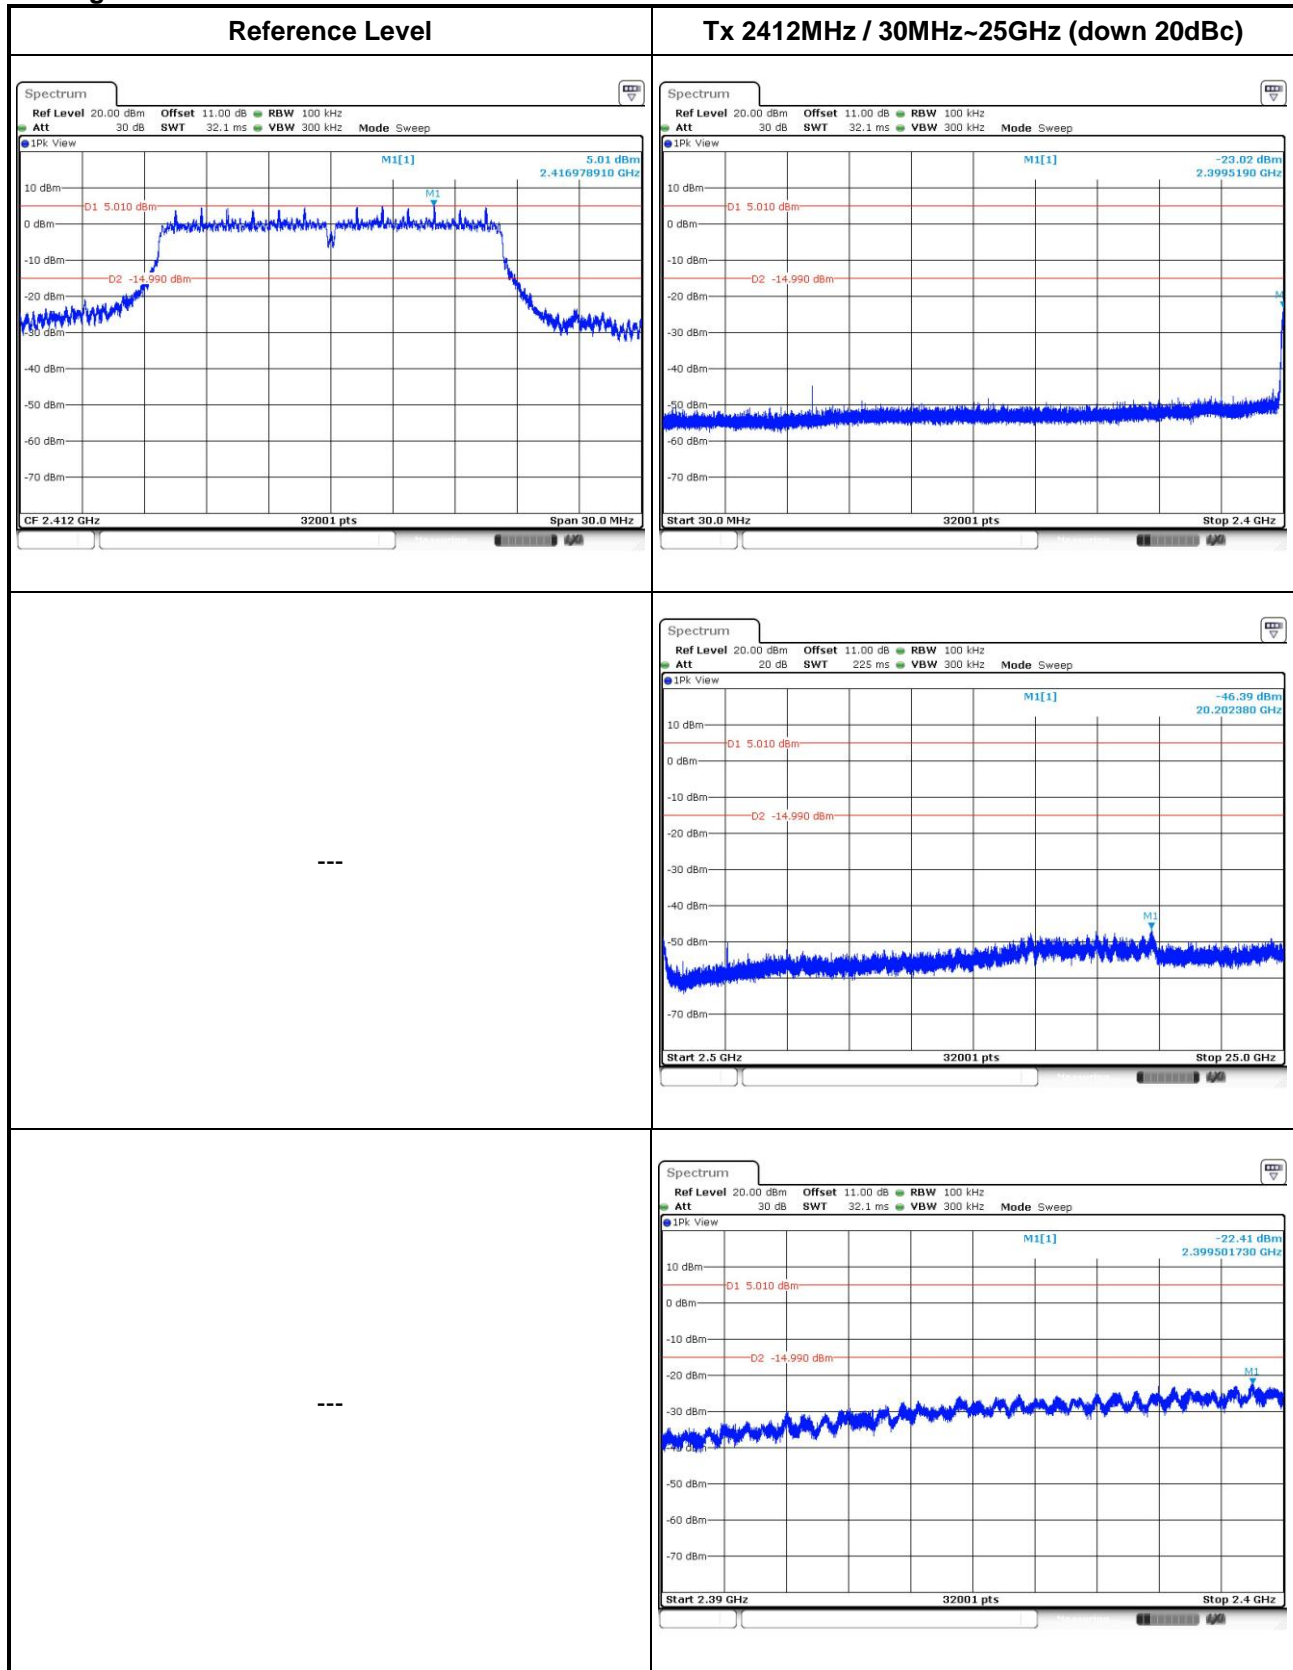 Reference Level
Tx 2412MHz / 30MHz~25GHz (down 20dBc)
Spectrum
Ref Level 20.00 dBm Offset 11.00 dB RBW 100 kHz
Att 30 dB SWT 32.1 ms VBW 300 kHz Mode Sweep
1Pk View
M1[1] 5.01 dBm
2.416978910 GHz
10 dBm
M1
D1 5.010 dBm
0 dBm
-10 dBm
D2 -14.990 dBm
-20 dBm
-30 dBm
-40 dBm
-50 dBm
-60 dBm
-70 dBm
CF 2.412 GHz 32001 pts Span 30.0 MHz
Spectrum
Ref Level 20.00 dBm Offset 11.00 dB RBW 100 kHz
Att 30 dB SWT 32.1 ms VBW 300 kHz Mode Sweep
1Pk View
M1[1] -23.02 dBm
2.3995190 GHz
10 dBm
D1 5.010 dBm
0 dBm
-10 dBm
D2 -14.990 dBm
-20 dBm
-30 dBm
-40 dBm
-50 dBm
-60 dBm
-70 dBm
Start 30.0 MHz 32001 pts Stop 2.4 GHz
---
Spectrum
Ref Level 20.00 dBm Offset 11.00 dB RBW 100 kHz
Att 20 dB SWT 225 ms VBW 300 kHz Mode Sweep
1Pk View
M1[1] -46.39 dBm
20.202380 GHz
10 dBm
D1 5.010 dBm
0 dBm
-10 dBm
D2 -14.990 dBm
-20 dBm
-30 dBm
-40 dBm
M1
-50 dBm
-70 dBm
Start 2.5 GHz 32001 pts Stop 25.0 GHz
---
Spectrum
Ref Level 20.00 dBm Offset 11.00 dB RBW 100 kHz
Att 30 dB SWT 32.1 ms VBW 300 kHz Mode Sweep
1Pk View
M1[1] -22.41 dBm
2.399501730 GHz
10 dBm
D1 5.010 dBm
0 dBm
-10 dBm
D2 -14.990 dBm
-20 dBm
M1
-30 dBm
-40 dBm
-50 dBm
-60 dBm
-70 dBm
Start 2.39 GHz 32001 pts Stop 2.4 GHz